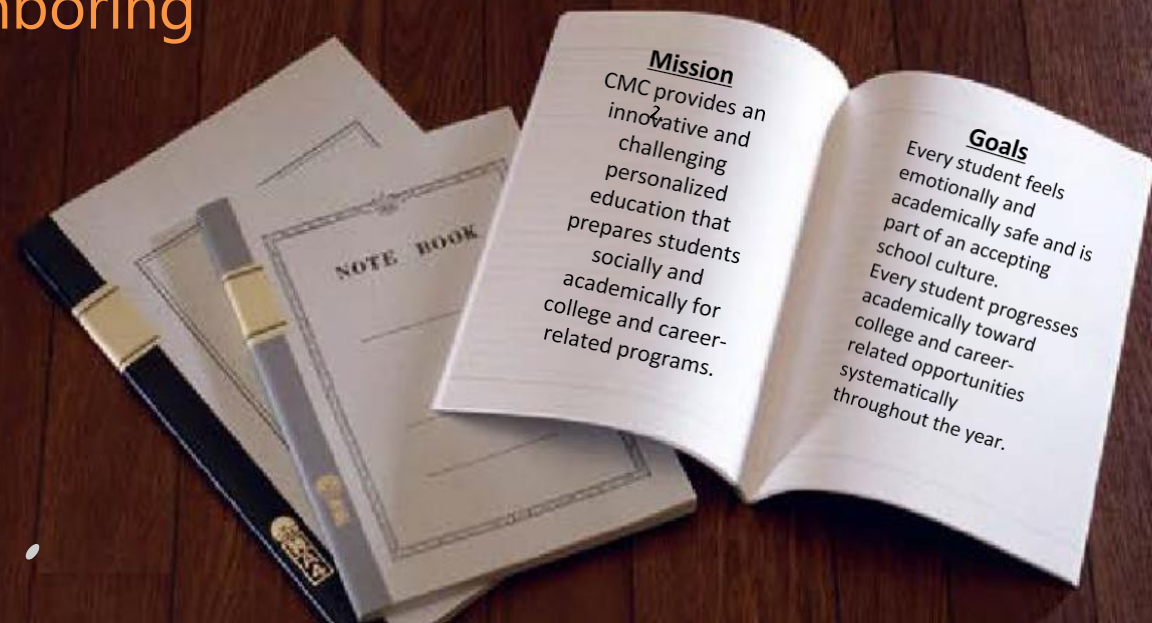 nboring
Mission
CMC provides an
2.
innovative and
challenging
personalized
education that
prepares students
socially and
academically for
college and career-
related programs.
Goals
Every student feels
emotionally and
academically safe and is
part of an accepting
school culture.
Every student progresses
academically toward
college and career-
related opportunities
systematically
throughout the year.
NOTE BOOK